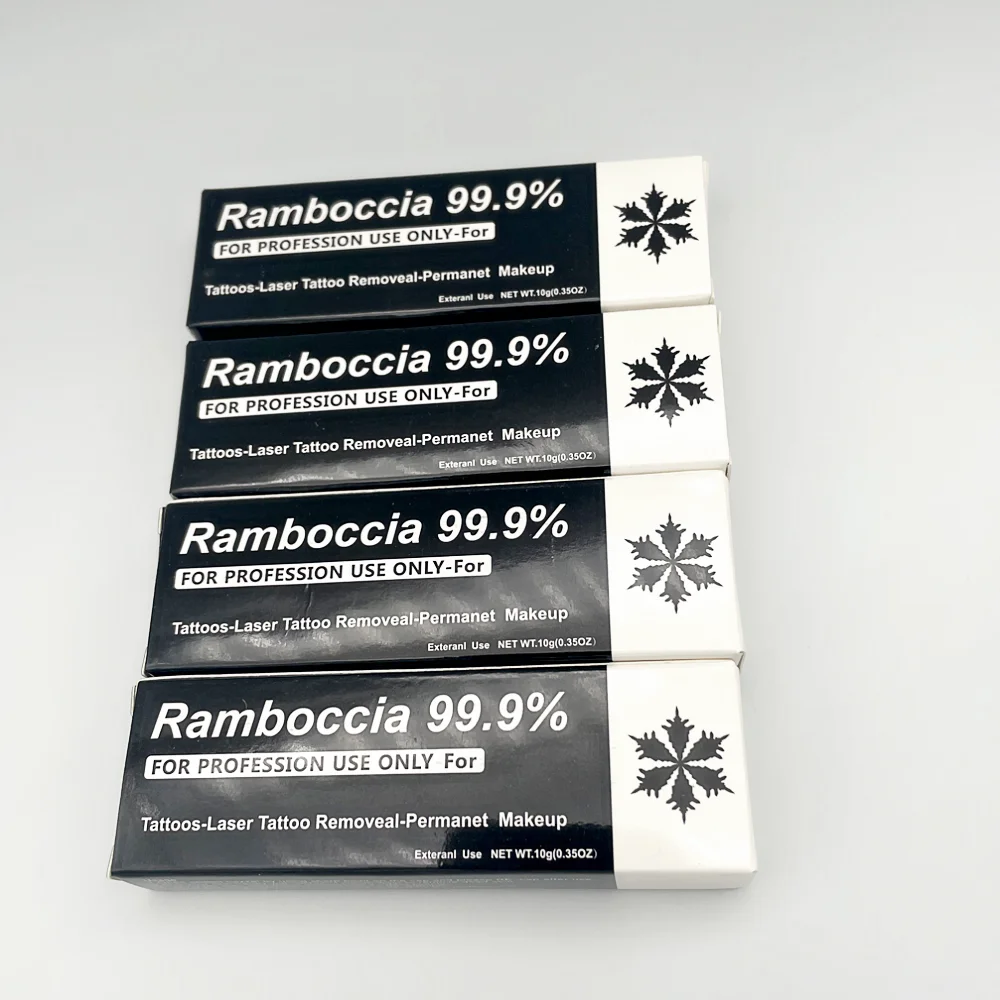 Ramboccia 99.9%
FOR PROFESSION USE ONLY-For
Tattoos-Laser Tattoo Removeal-Permanet Makeup
Exteranl Use NET WT.10g(0.35OZ)
Ramboccia 99.9%
FOR PROFESSION USE ONLY-For
Tattoos-Laser Tattoo Removeal-Permanet Makeup
Exteranl Use NET WT.10g(0.35OZ)
Ramboccia 99.9%
FOR PROFESSION USE ONLY-For
Tattoos-Laser Tattoo Removeal-Permanet Makeup
Exteranl Use NET WT.10g(0.35OZ)
Ramboccia 99.9%
FOR PROFESSION USE ONLY-For
Tattoos-Laser Tattoo Removeal-Permanet Makeup
Exteranl Use NET WT.10g(0.35OZ)